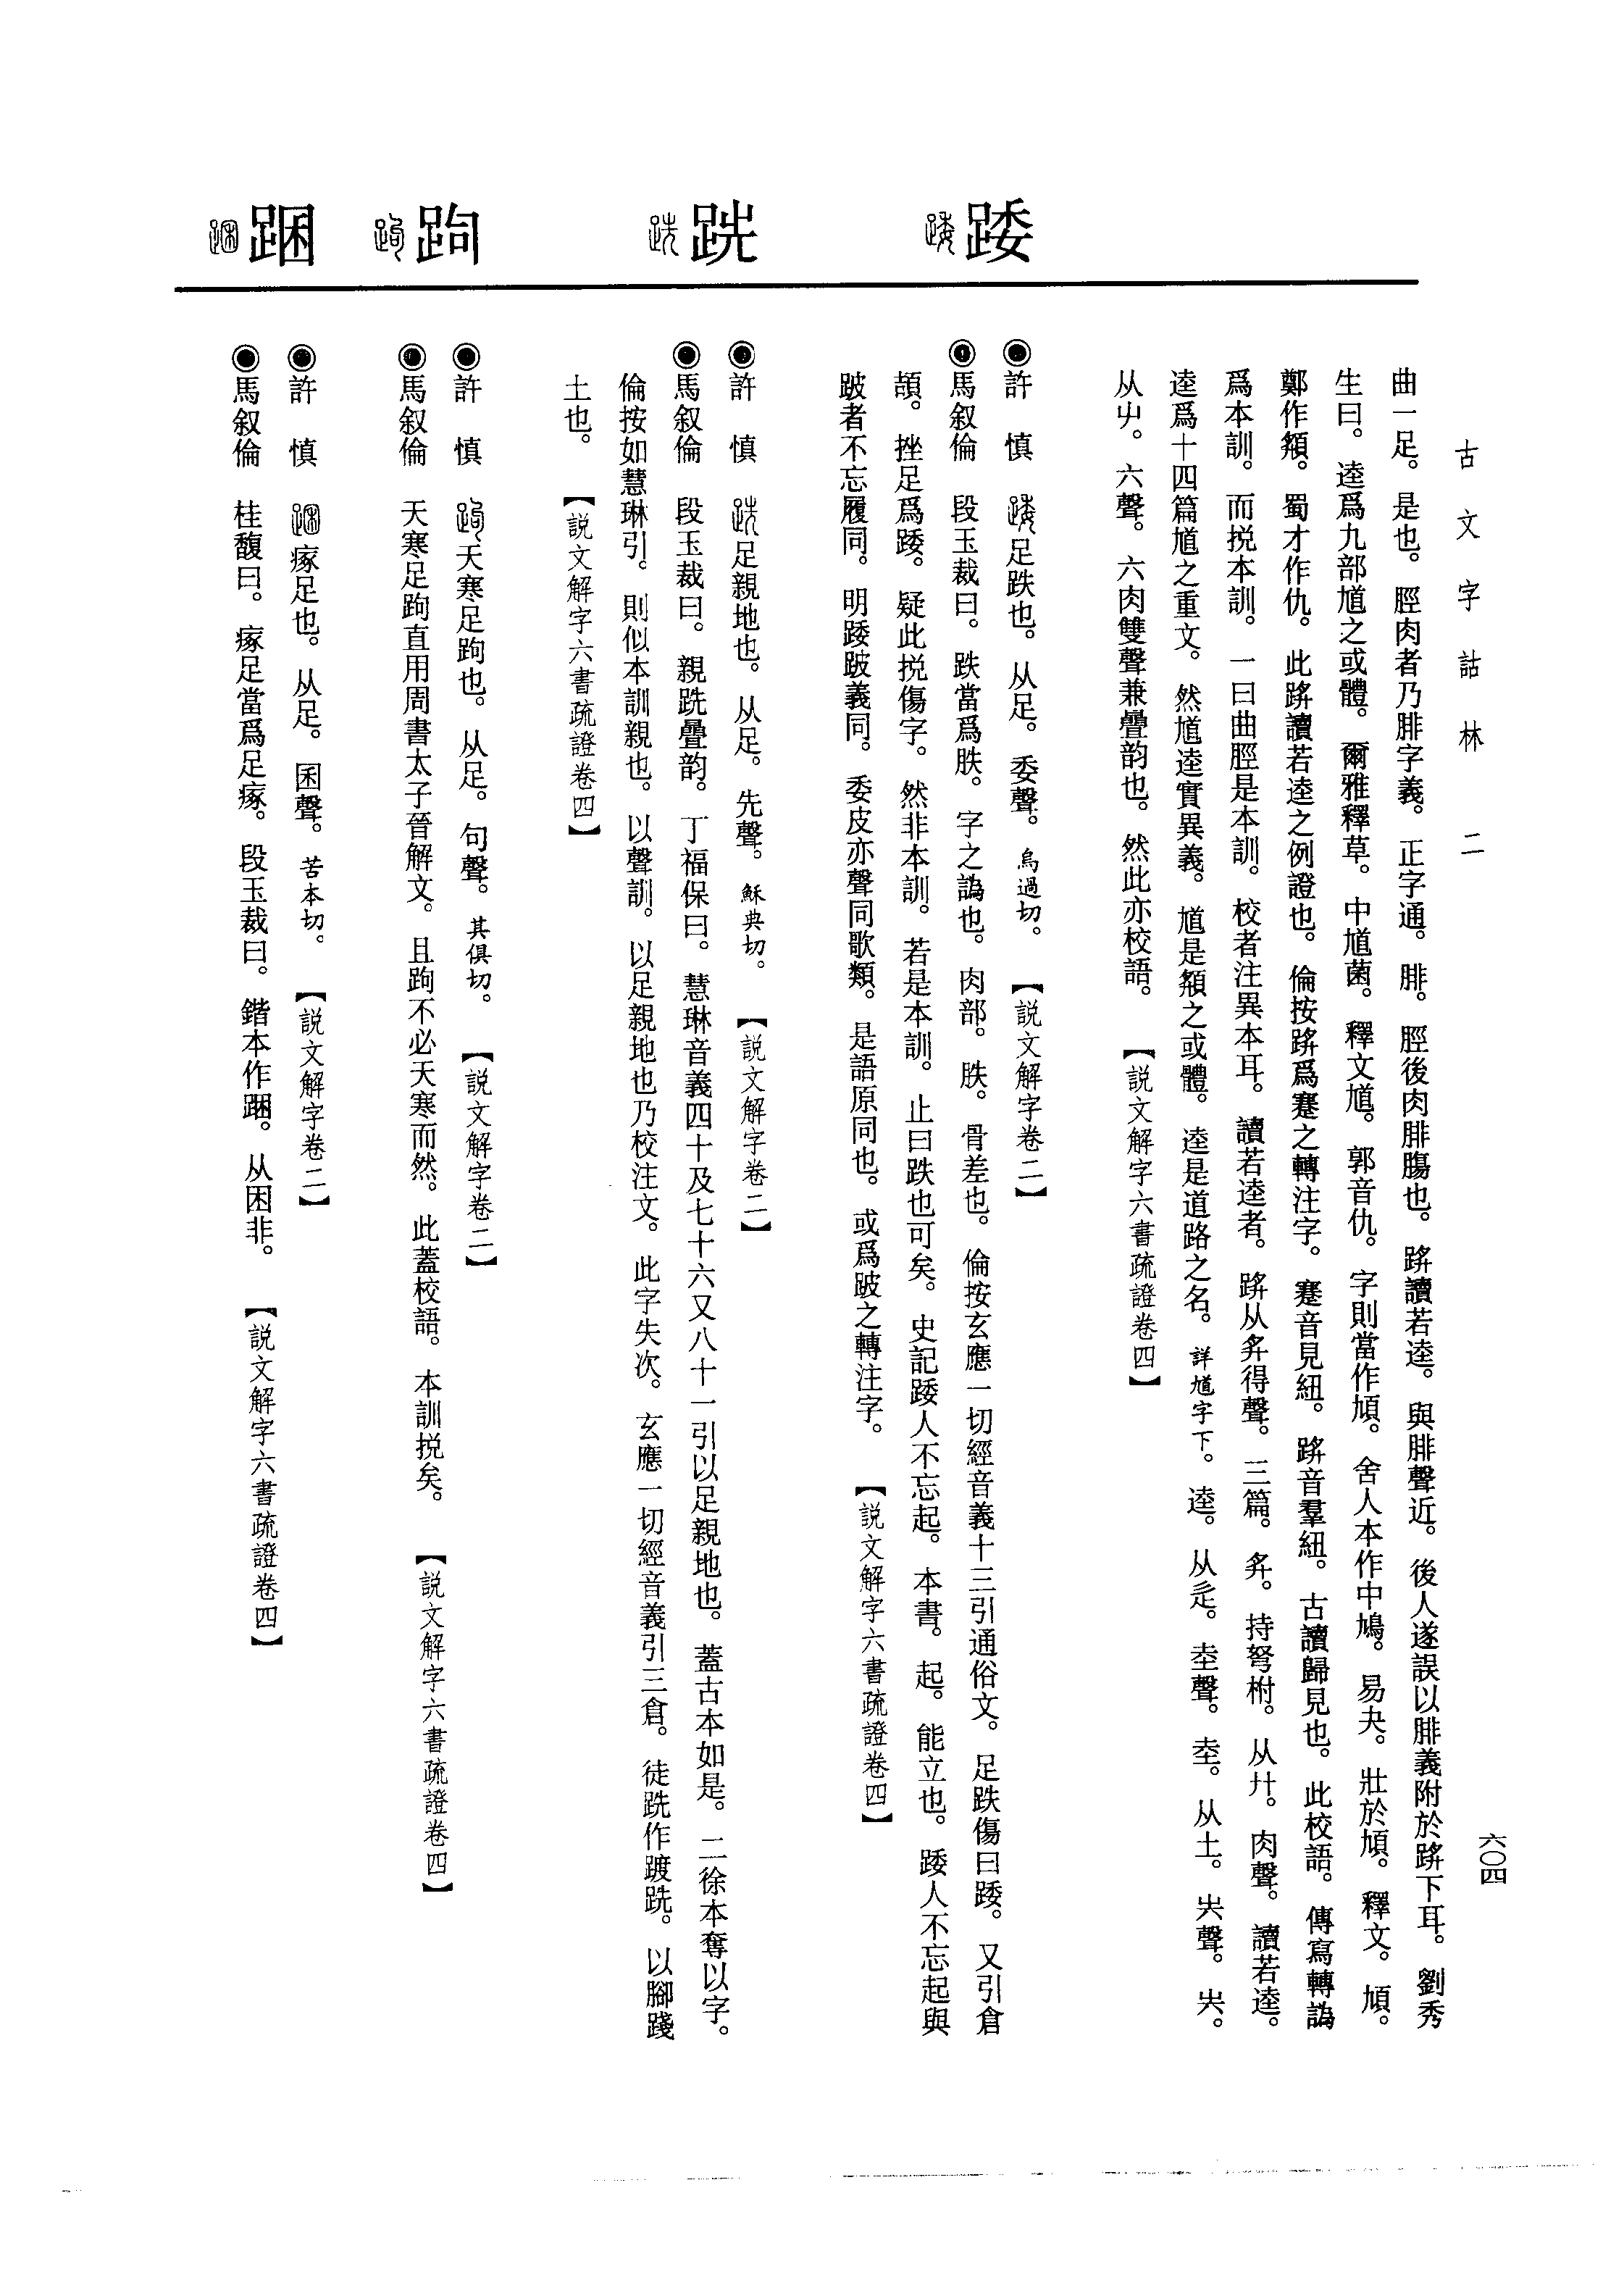 古文字詁林 二
六〇四
曲一足。是也。脛肉者乃腓字義。正字通。腓。脛後肉腓腸也。䟸讀若逵。與腓聲近。後人遂誤以腓義附於䟸下耳。劉秀
生曰。逵爲九部馗之或體。爾雅釋草。中馗菌。釋文馗。郭音仇。字則當作頄。舍人本作中鳩。易夬。壯於頄。釋文。頄。
鄭作頯。蜀才作仇。此䟸讀若逵之例證也。倫按䟸爲蹇之轉注字。蹇音見紐。䟸音羣紐。古讀歸見也。此校語。傳寫轉譌
爲本訓。而挩本訓。一曰曲脛是本訓。校者注異本耳。讀若逵者。䟸从弅得聲。三篇。弅。持弩柎。从廾。肉聲。讀若逵。
逵爲十四篇馗之重文。然馗逵實異義。馗是頯之或體。逵是道路之名。詳馗字下。逵。从辵。坴聲。坴。从土。圥聲。圥。
从屮。六聲。六肉雙聲兼疊韵也。然此亦校語。【説文解字六書疏證卷四】
踒
◉許 慎 踒足跌也。从足。委聲。烏過切。【説文解字卷二】
◉馬叙倫 段玉裁曰。跌當爲胅。字之譌也。肉部。胅。骨差也。倫按玄應一切經音義十三引通俗文。足跌傷曰踒。又引倉
頡。挫足爲踒。疑此挩傷字。然非本訓。若是本訓。止曰跌也可矣。史記踒人不忘起。本書。起。能立也。踒人不忘起與
跛者不忘履同。明踒跛義同。委皮亦聲同歌類。是語原同也。或爲跛之轉注字。【説文解字六書疏證卷四】
跣
◉許 慎 跣足親地也。从足。先聲。穌典切。【説文解字卷二】
◉馬叙倫 段玉裁曰。親跣疊韵。丁福保曰。慧琳音義四十及七十六又八十一引以足親地也。蓋古本如是。二徐本奪以字。
倫按如慧琳引。則似本訓親也。以聲訓。以足親地也乃校注文。此字失次。玄應一切經音義引三倉。徒跣作踱跣。以腳踐
土也。【説文解字六書疏證卷四】
跔
◉許 慎 跔天寒足跔也。从足。句聲。其俱切。【説文解字卷二】
◉馬叙倫 天寒足跔直用周書太子晉解文。且跔不必天寒而然。此蓋校語。本訓挩矣。【説文解字六書疏證卷四】
踞
◉許 慎 瘃足也。从足。囷聲。苦本切。【説文解字卷二】
◉馬叙倫 桂馥曰。瘃足當爲足瘃。段玉裁曰。鍇本作𨁉。从困非。【説文解字六書疏證卷四】